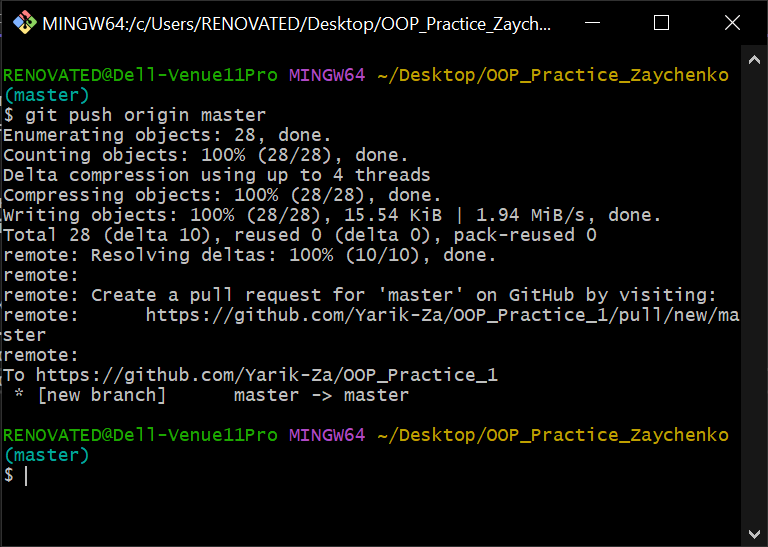 MINGW64:/c/Users/RENOVATED/Desktop/OOP_Practice_Zaych...
RENOVATED@Dell-Venue11Pro MINGW64 ~/Desktop/OOP_Practice_Zaychenko
(master)
$ git push origin master
Enumerating objects: 28, done.
Counting objects: 100% (28/28), done.
Delta compression using up to 4 threads
Compressing objects: 100% (28/28), done.
Writing objects: 100% (28/28), 15.54 KiB | 1.94 MiB/s, done.
Total 28 (delta 10), reused 0 (delta 0), pack-reused 0
remote: Resolving deltas: 100% (10/10), done.
remote:
remote: Create a pull request for 'master' on GitHub by visiting:
remote:      https://github.com/Yarik-Za/OOP_Practice_1/pull/new/ma
ster
remote:
To https://github.com/Yarik-Za/OOP_Practice_1
 * [new branch]      master -> master
RENOVATED@Dell-Venue11Pro MINGW64 ~/Desktop/OOP_Practice_Zaychenko
(master)
$